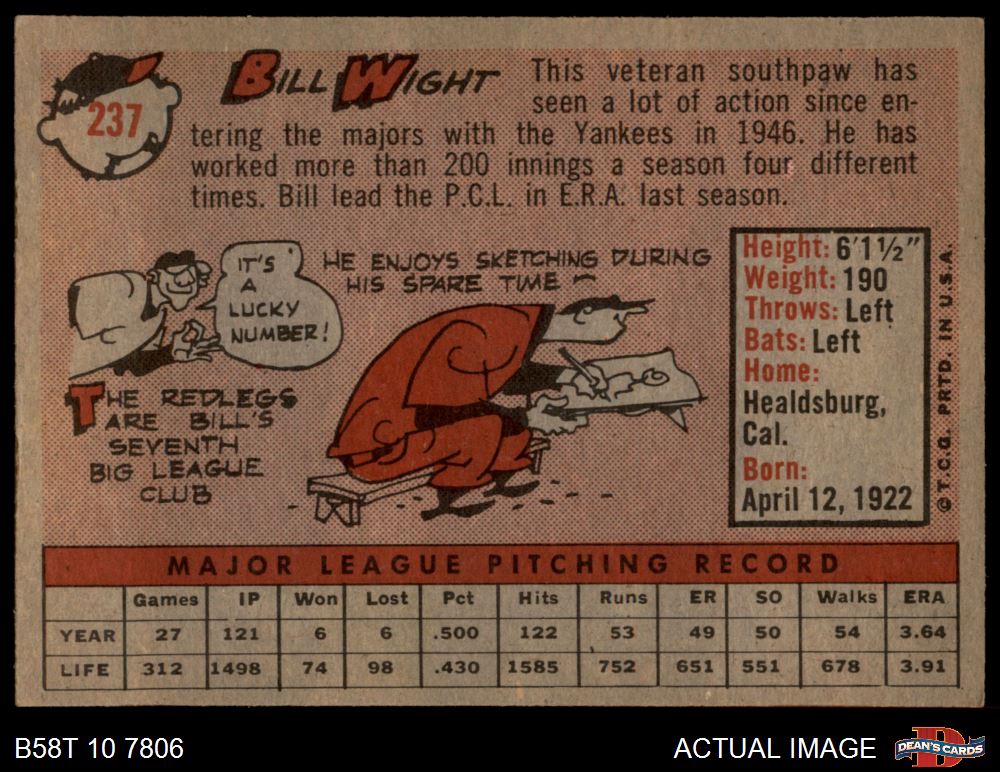 237
BILL WIGHT
This veteran southpaw has
seen a lot of action since en-
tering the majors with the Yankees in 1946. He has
worked more than 200 innings a season four different
times. Bill lead the P.C.L. in E.R.A. last season.
IT'S
A
LUCKY
NUMBER!
THE REDLEGS
ARE BILL'S
SEVENTH
BIG LEAGUE
CLUB
HE ENJOYS SKETCHING DURING
HIS SPARE TIME
Height: 6'1½"
Weight: 190
Throws: Left
Bats: Left
Home:
Healdsburg,
Cal.
Born:
April 12, 1922
© T.C.G. PRTD. IN U.S.A.
MAJOR LEAGUE PITCHING RECORD
Games IP Won Lost Pct Hits Runs ER SO Walks ERA
YEAR 27 121 6 6 .500 122 53 49 50 54 3.64
LIFE 312 1498 74 98 .430 1585 752 651 551 678 3.91
B58T 10 7806
ACTUAL IMAGE
D
DEAN'S CARDS